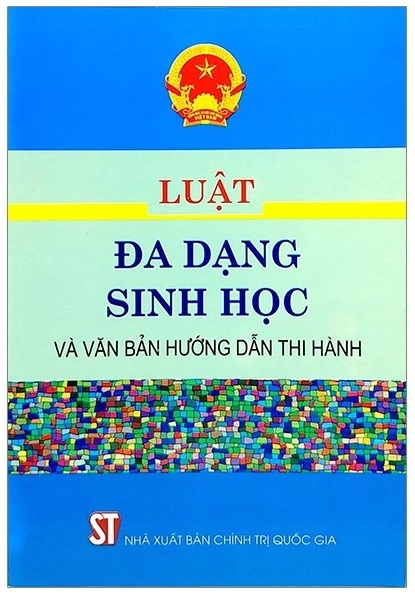 LUẬT
ĐA DẠNG
SINH HỌC
VÀ VĂN BẢN HƯỚNG DẪN THI HÀNH
ST
NHÀ XUẤT BẢN CHÍNH TRỊ QUỐC GIA